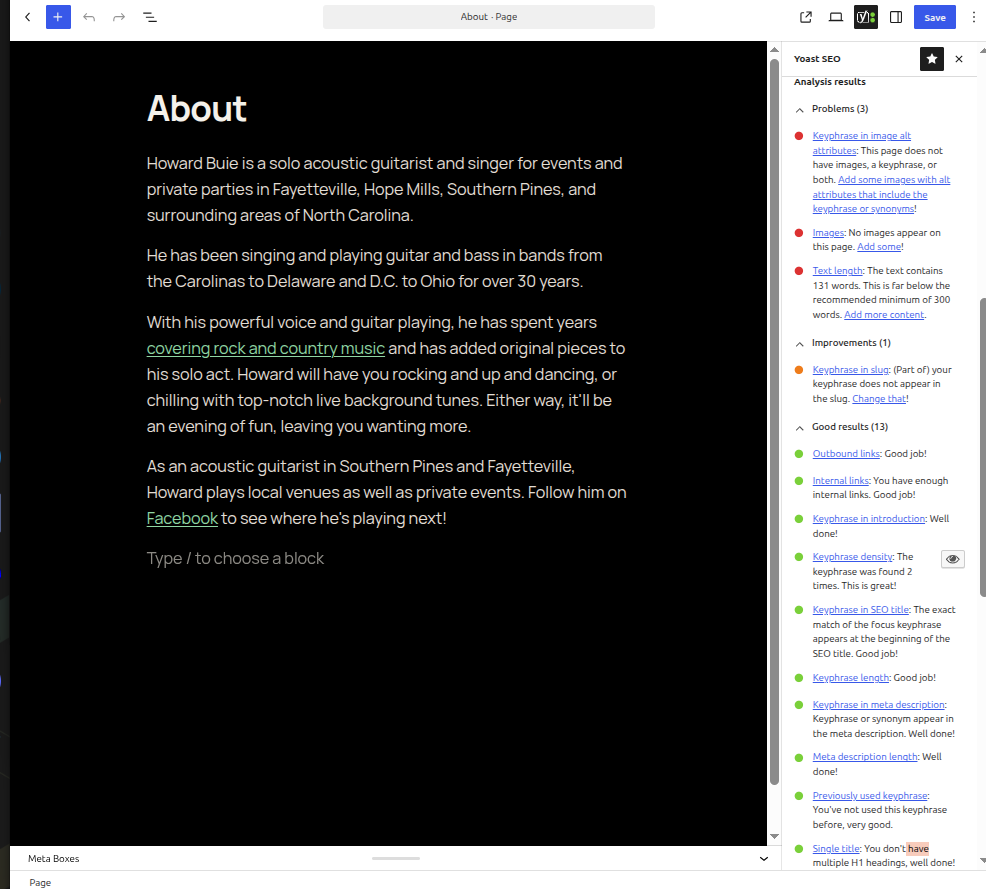 About · Page
Save
About
Howard Buie is a solo acoustic guitarist and singer for events and
private parties in Fayetteville, Hope Mills, Southern Pines, and
surrounding areas of North Carolina.
He has been singing and playing guitar and bass in bands from
the Carolinas to Delaware and D.C. to Ohio for over 30 years.
With his powerful voice and guitar playing, he has spent years
covering rock and country music and has added original pieces to
his solo act. Howard will have you rocking and up and dancing, or
chilling with top-notch live background tunes. Either way, it'll be
an evening of fun, leaving you wanting more.
As an acoustic guitarist in Southern Pines and Fayetteville,
Howard plays local venues as well as private events. Follow him on
Facebook to see where he's playing next!
Type / to choose a block
Yoast SEO
Analysis results
Problems (3)
Keyphrase in image alt
attributes: This page does not
have images, a keyphrase, or
both. Add some images with alt
attributes that include the
keyphrase or synonyms!
Images: No images appear on
this page. Add some!
Text length: The text contains
131 words. This is far below the
recommended minimum of 300
words. Add more content.
Improvements (1)
Keyphrase in slug: (Part of) your
keyphrase does not appear in
the slug. Change that!
Good results (13)
Outbound links: Good job!
Internal links: You have enough
internal links. Good job!
Keyphrase in introduction: Well
done!
Keyphrase density: The
keyphrase was found 2
times. This is great!
Keyphrase in SEO title: The exact
match of the focus keyphrase
appears at the beginning of the
SEO title. Good job!
Keyphrase length: Good job!
Keyphrase in meta description:
Keyphrase or synonym appear in
the meta description. Well done!
Meta description length: Well
done!
Previously used keyphrase:
You've not used this keyphrase
before, very good.
Single title: You don't have
multiple H1 headings, well done!
Meta Boxes
Page